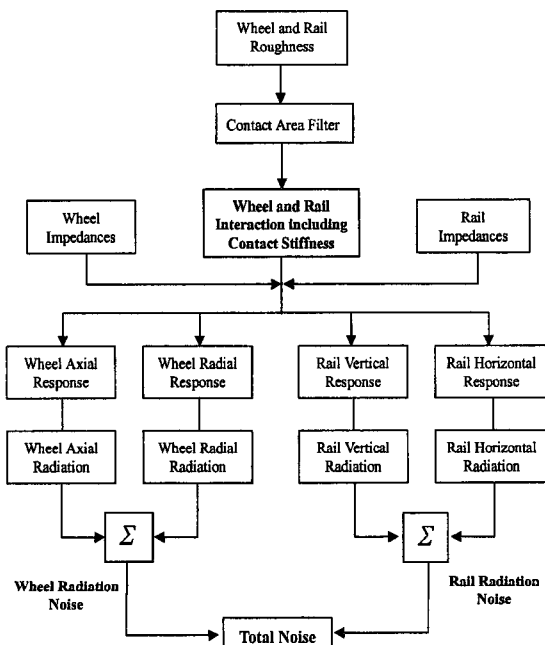 Wheel and Rail
Roughness
Contact Area Filter
Wheel and Rail
Interaction including
Contact Stiffness
Wheel
Impedances
Rail
Impedances
Wheel Axial
Response
Wheel Radial
Response
Rail Vertical
Response
Rail Horizontal
Response
Wheel Axial
Radiation
Wheel Radial
Radiation
Rail Vertical
Radiation
Rail Horizontal
Radiation
Σ
Σ
Wheel Radiation
Noise
Rail Radiation
Noise
Total Noise